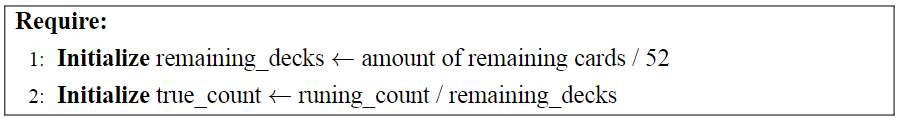 Require:
1: Initialize remaining_decks ← amount of remaining cards / 52
2: Initialize true_count ← runing_count / remaining_decks